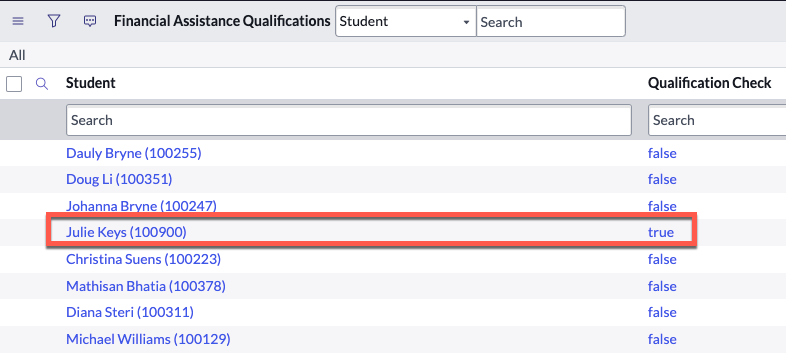 Financial Assistance Qualifications Student Search
All
Student Qualification Check
Search Search
Dauly Bryne (100255) false
Doug Li (100351) false
Johanna Bryne (100247) false
Julie Keys (100900) true
Christina Suens (100223) false
Mathisan Bhatia (100378) false
Diana Steri (100311) false
Michael Williams (100129) false